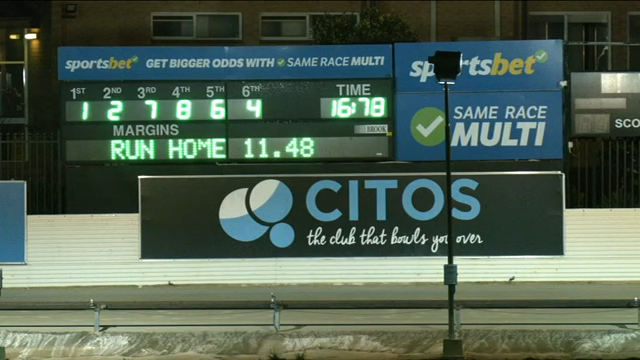 sportsbet GET BIGGER ODDS WITH SAME RACE MULTI
1ST 2ND 3RD 4TH 5TH 6TH TIME
1 2 7 8 6 4 16:78
MARGINS BROOK
RUN HOME 11.48
sportsbet
SAME RACE
MULTI
SCO
CITOS
the club that bowls you over